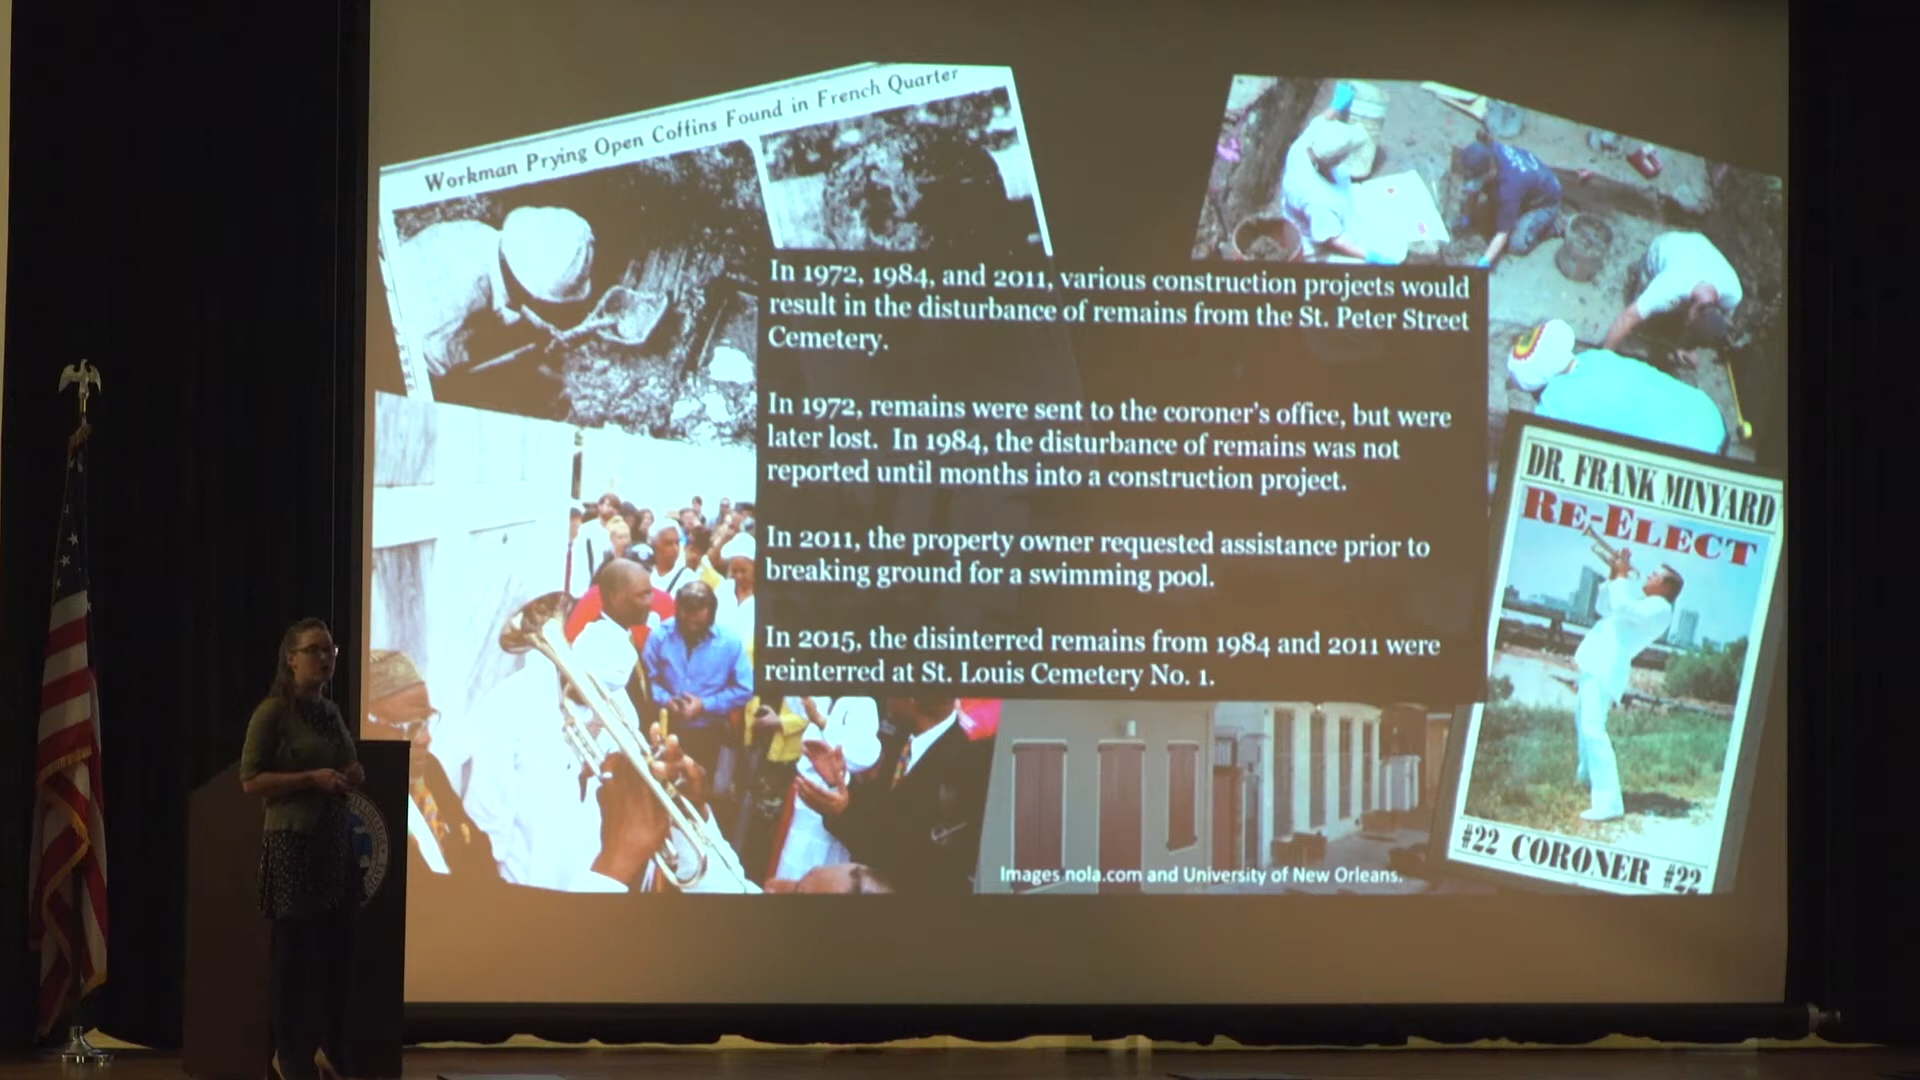 Workman Prying Open Coffins Found in French Quarter
In 1972, 1984, and 2011, various construction projects would
result in the disturbance of remains from the St. Peter Street
Cemetery.
In 1972, remains were sent to the coroner's office, but were
later lost. In 1984, the disturbance of remains was not
reported until months into a construction project.
In 2011, the property owner requested assistance prior to
breaking ground for a swimming pool.
In 2015, the disinterred remains from 1984 and 2011 were
reinterred at St. Louis Cemetery No. 1.
DR. FRANK MINYARD
RE-ELECT
#22 CORONER #22
Images nola.com and University of New Orleans.